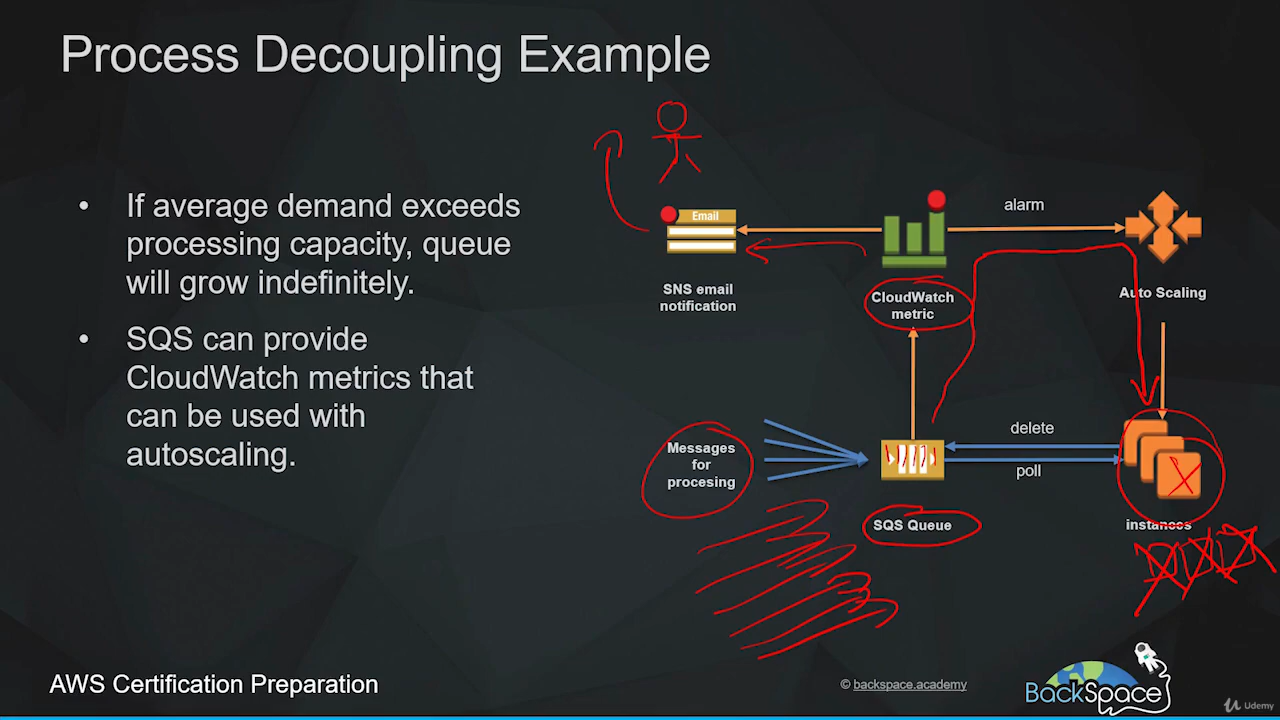 Process Decoupling Example
• If average demand exceeds
processing capacity, queue
will grow indefinitely.
• SQS can provide
CloudWatch metrics that
can be used with
autoscaling.
Email
alarm
SNS email
notification
CloudWatch
metric
Auto Scaling
Messages
for
procesing
delete
poll
SQS Queue
instances
AWS Certification Preparation
© backspace.academy
BackSpace
Udemy